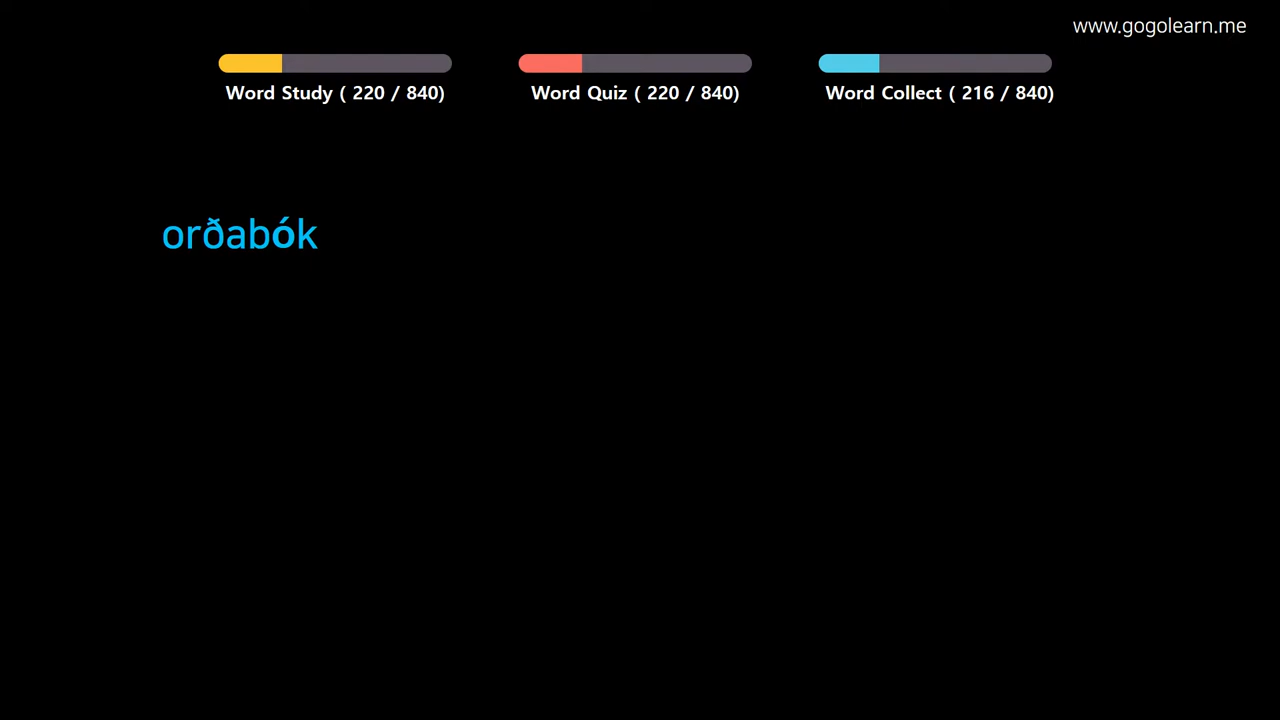 www.gogolearn.me
Word Study ( 220 / 840)
Word Quiz ( 220 / 840)
Word Collect ( 216 / 840)
orðabók